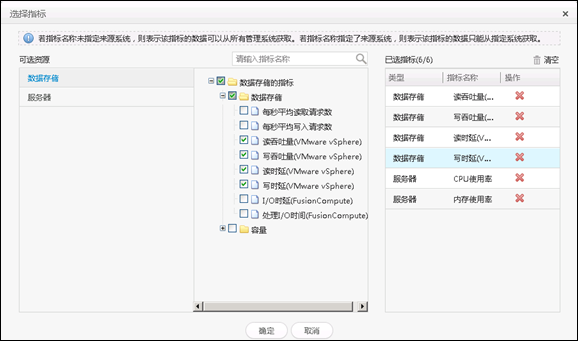 选择指标
若指标名称未指定来源系统，则表示该指标的数据可以从所有管理系统获取。若指标名称指定了来源系统，则表示该指标的数据只能从指定系统获取。
可选资源
请输入指标名称
已选指标(6/6)
清空
数据存储
服务器
数据存储的指标
数据存储
每秒平均读取请求数
每秒平均写入请求数
读吞吐量(VMware vSphere)
写吞吐量(VMware vSphere)
读时延(VMware vSphere)
写时延(VMware vSphere)
I/O时延(FusionCompute)
处理I/O时间(FusionCompute)
容量
类型 指标名称 操作
数据存储 读吞吐量(...
数据存储 写吞吐量(...
数据存储 读时延(V...
数据存储 写时延(V...
服务器 CPU使用率
服务器 内存使用率
确定 取消